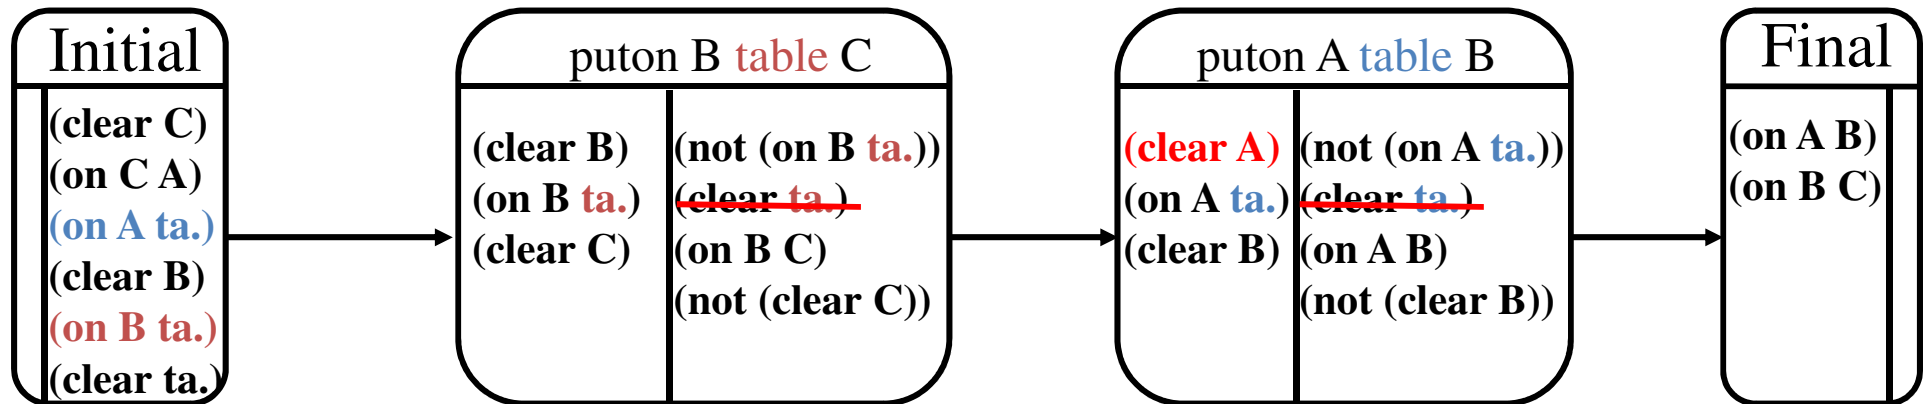 Initial
(clear C)
(on C A)
(on A ta.)
(clear B)
(on B ta.)
(clear ta.)
puton B table C
(clear B)
(on B ta.)
(clear C)
(not (on B ta.))
(clear ta.)
(on B C)
(not (clear C))
puton A table B
(clear A)
(on A ta.)
(clear B)
(not (on A ta.))
(clear ta.)
(on A B)
(not (clear B))
Final
(on A B)
(on B C)